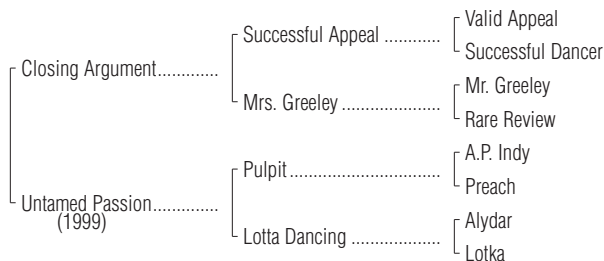 Valid Appeal
Successful Appeal ............
Successful Dancer
Closing Argument.............
Mr. Greeley
Mrs. Greeley .....................
Rare Review
A.P. Indy
Pulpit................................
Preach
Untamed Passion..............
(1999)
Alydar
Lotta Dancing ...................
Lotka